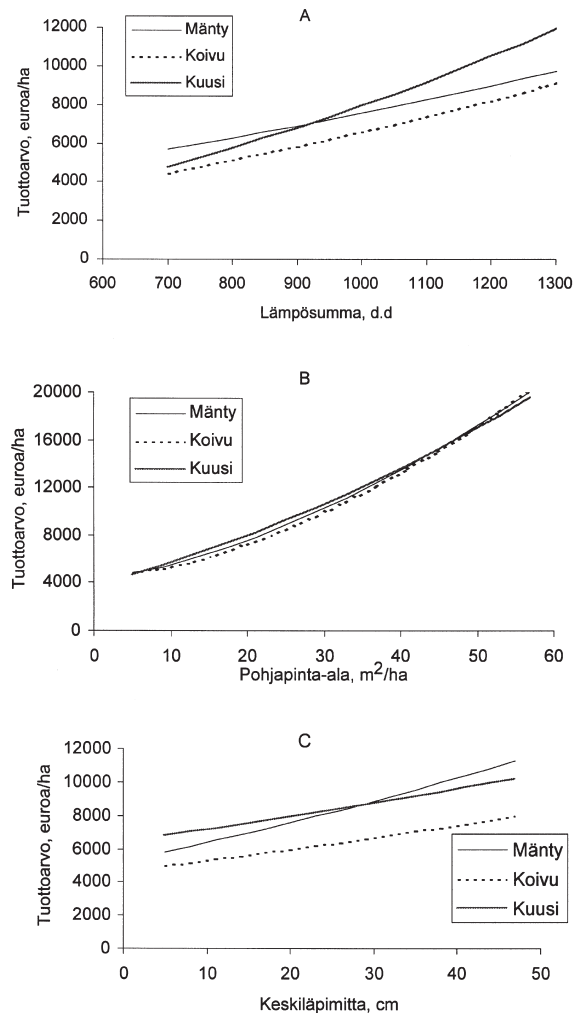 A
Tuottoarvo, euroa/ha
12000
10000
8000
6000
4000
2000
0
Mänty
Koivu
Kuusi
600 700 800 900 1000 1100 1200 1300
Lämpösumma, d.d
B
Tuottoarvo, euroa/ha
20000
16000
12000
8000
4000
0
Mänty
Koivu
Kuusi
0 10 20 30 40 50 60
Pohjapinta-ala, m²/ha
C
Tuottoarvo, euroa/ha
12000
10000
8000
6000
4000
2000
0
Mänty
Koivu
Kuusi
0 10 20 30 40 50
Keskiläpimitta, cm